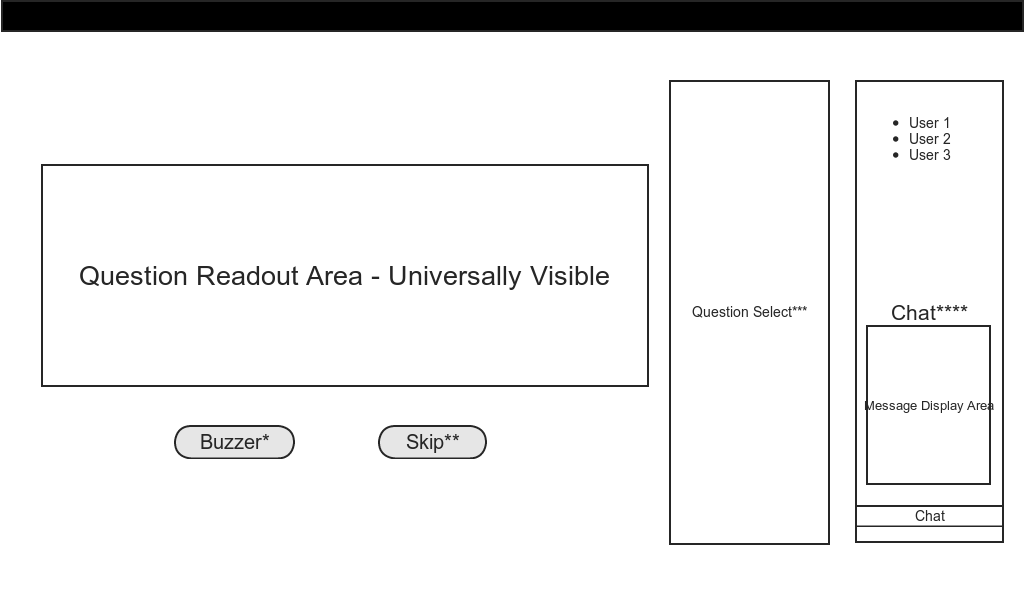 Question Readout Area - Universally Visible
Buzzer*
Skip**
Question Select***
User 1
User 2
User 3
Chat****
Message Display Area
Chat